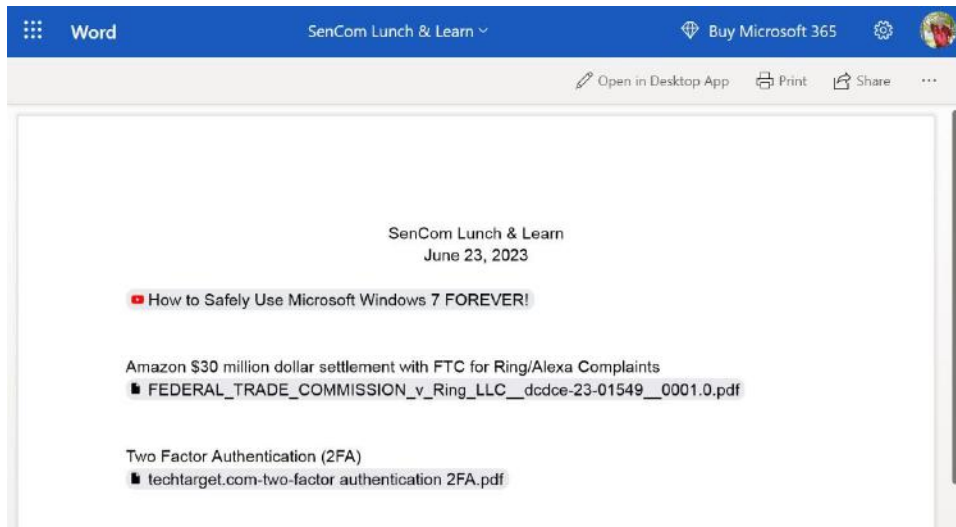 Word
SenCom Lunch & Learn
Buy Microsoft 365
Open in Desktop App
Print
Share
SenCom Lunch & Learn
June 23, 2023
How to Safely Use Microsoft Windows 7 FOREVER!
Amazon $30 million dollar settlement with FTC for Ring/Alexa Complaints
FEDERAL_TRADE_COMMISSION_v_Ring_LLC__dcdce-23-01549__0001.0.pdf
Two Factor Authentication (2FA)
techtarget.com-two-factor authentication 2FA.pdf